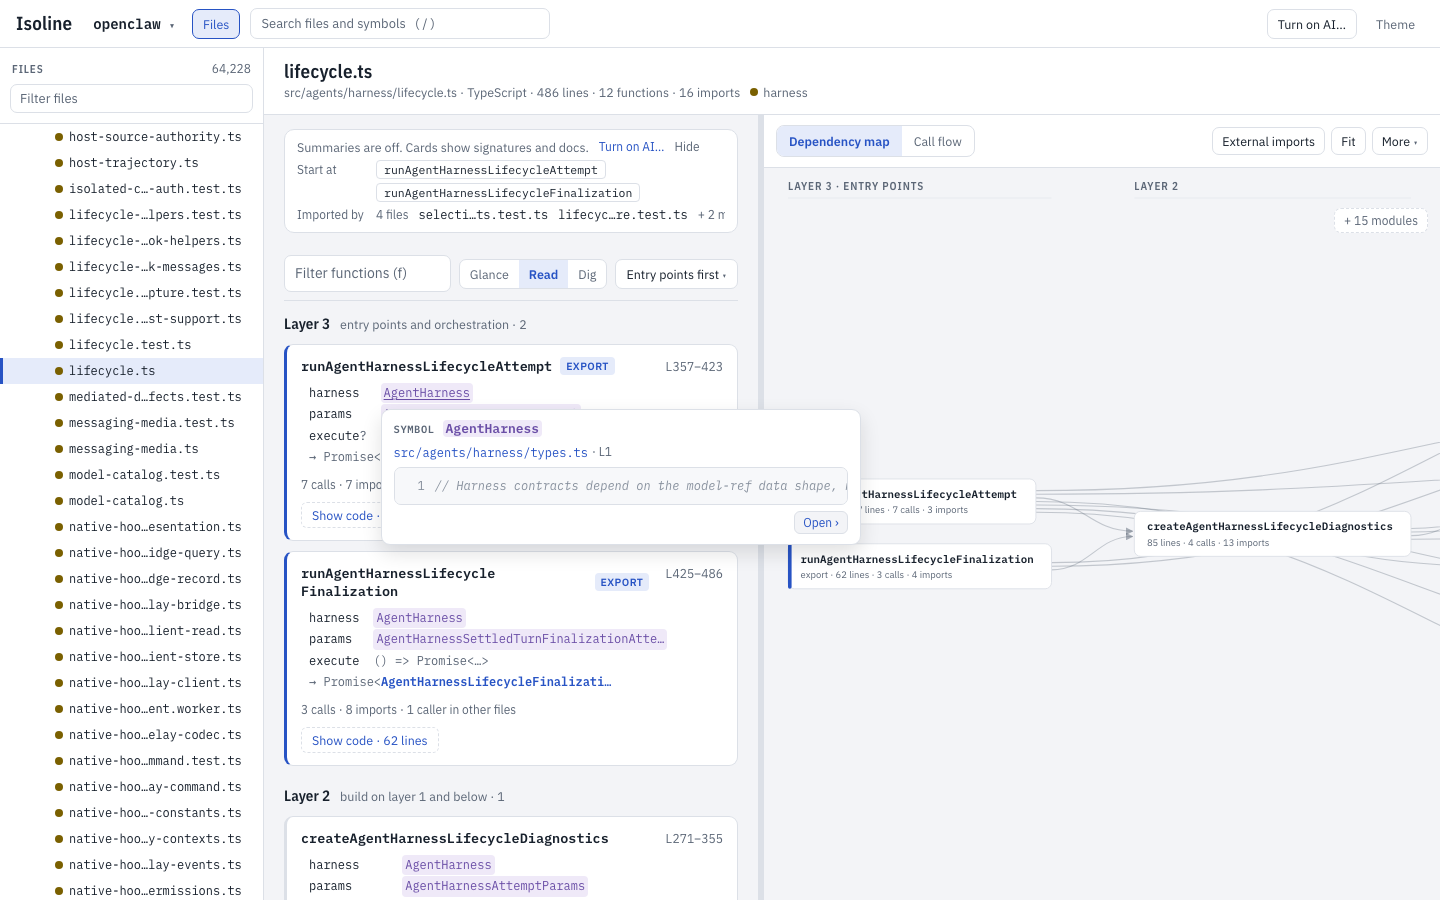 Isoline
openclaw ▾
Files
Search files and symbols (/)
Turn on AI…
Theme
FILES
64,228
Filter files
host-source-authority.ts
host-trajectory.ts
isolated-c…-auth.test.ts
lifecycle-…lpers.test.ts
lifecycle-…ok-helpers.ts
lifecycle-…k-messages.ts
lifecycle.…pture.test.ts
lifecycle.…st-support.ts
lifecycle.test.ts
lifecycle.ts
mediated-d…fects.test.ts
messaging-media.test.ts
messaging-media.ts
model-catalog.test.ts
model-catalog.ts
native-hoo…esentation.ts
native-hoo…idge-query.ts
native-hoo…dge-record.ts
native-hoo…lay-bridge.ts
native-hoo…lient-read.ts
native-hoo…ient-store.ts
native-hoo…lay-client.ts
native-hoo…ent.worker.ts
native-hoo…elay-codec.ts
native-hoo…mmand.test.ts
native-hoo…ay-command.ts
native-hoo…-constants.ts
native-hoo…y-contexts.ts
native-hoo…lay-events.ts
native-hoo…ermissions.ts
lifecycle.ts
src/agents/harness/lifecycle.ts · TypeScript · 486 lines · 12 functions · 16 imports harness
Summaries are off. Cards show signatures and docs. Turn on AI… Hide
Start at runAgentHarnessLifecycleAttempt
runAgentHarnessLifecycleFinalization
Imported by 4 files selecti…ts.test.ts lifecyc…re.test.ts + 2 m
Filter functions (f)
Glance Read Dig
Entry points first ▾
Layer 3 entry points and orchestration · 2
runAgentHarnessLifecycleAttempt EXPORT L357–423
harness AgentHarness
params
execute?
→ Promise<
7 calls · 7 impo
Show code ·
SYMBOL AgentHarness
src/agents/harness/types.ts · L1
1 // Harness contracts depend on the model-ref data shape,
Open ›
runAgentHarnessLifecycle
Finalization
EXPORT
L425–486
harness AgentHarness
params AgentHarnessSettledTurnFinalizationAtte…
execute () => Promise<…>
→ Promise<AgentHarnessLifecycleFinalizati…
3 calls · 8 imports · 1 caller in other files
Show code · 62 lines
Layer 2 build on layer 1 and below · 1
createAgentHarnessLifecycleDiagnostics L271–355
harness AgentHarness
params AgentHarnessAttemptParams
Dependency map Call flow
External imports
Fit
More ▾
LAYER 3 · ENTRY POINTS
LAYER 2
+ 15 modules
tHarnessLifecycleAttempt
7 lines · 7 calls · 3 imports
runAgentHarnessLifecycleFinalization
export · 62 lines · 3 calls · 4 imports
createAgentHarnessLifecycleDiagnostics
85 lines · 4 calls · 13 imports